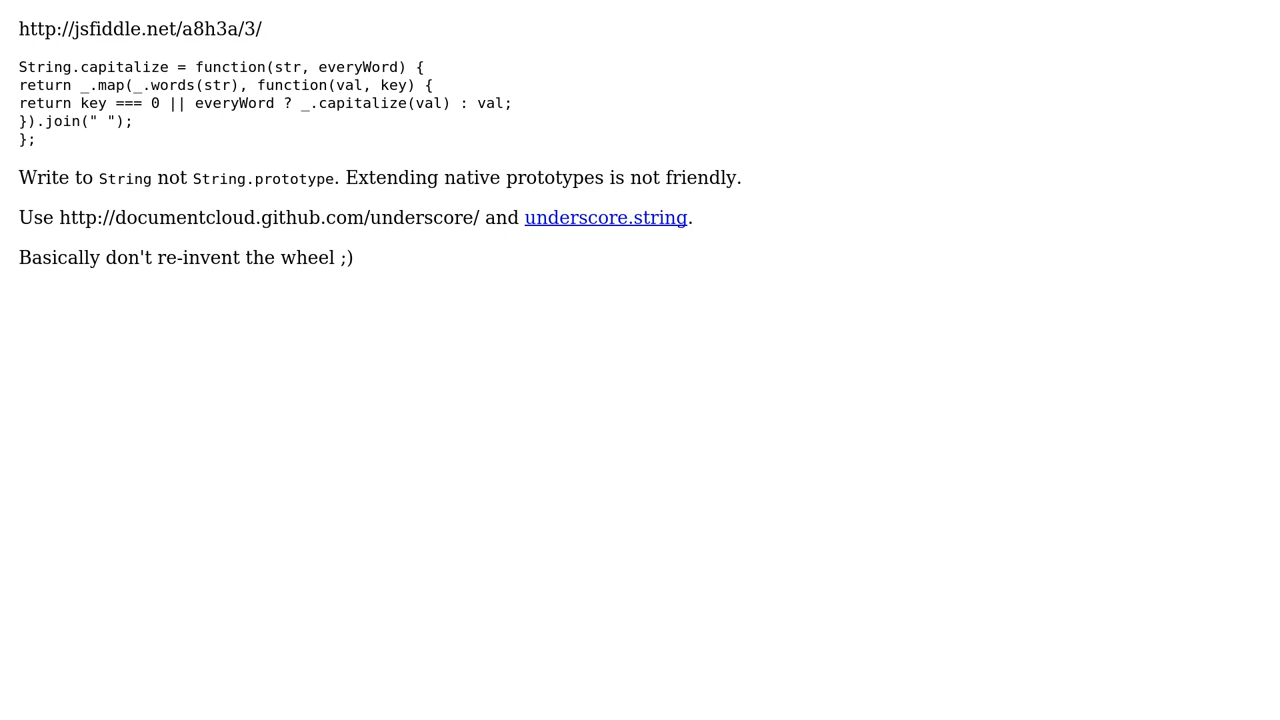 http://jsfiddle.net/a8h3a/3/
String.capitalize = function(str, everyWord) {
return _.map(_.words(str), function(val, key) {
return key === 0 || everyWord ? _.capitalize(val) : val;
}).join(" ");
};
Write to String not String.prototype. Extending native prototypes is not friendly.
Use http://documentcloud.github.com/underscore/ and underscore.string.
Basically don't re-invent the wheel ;)